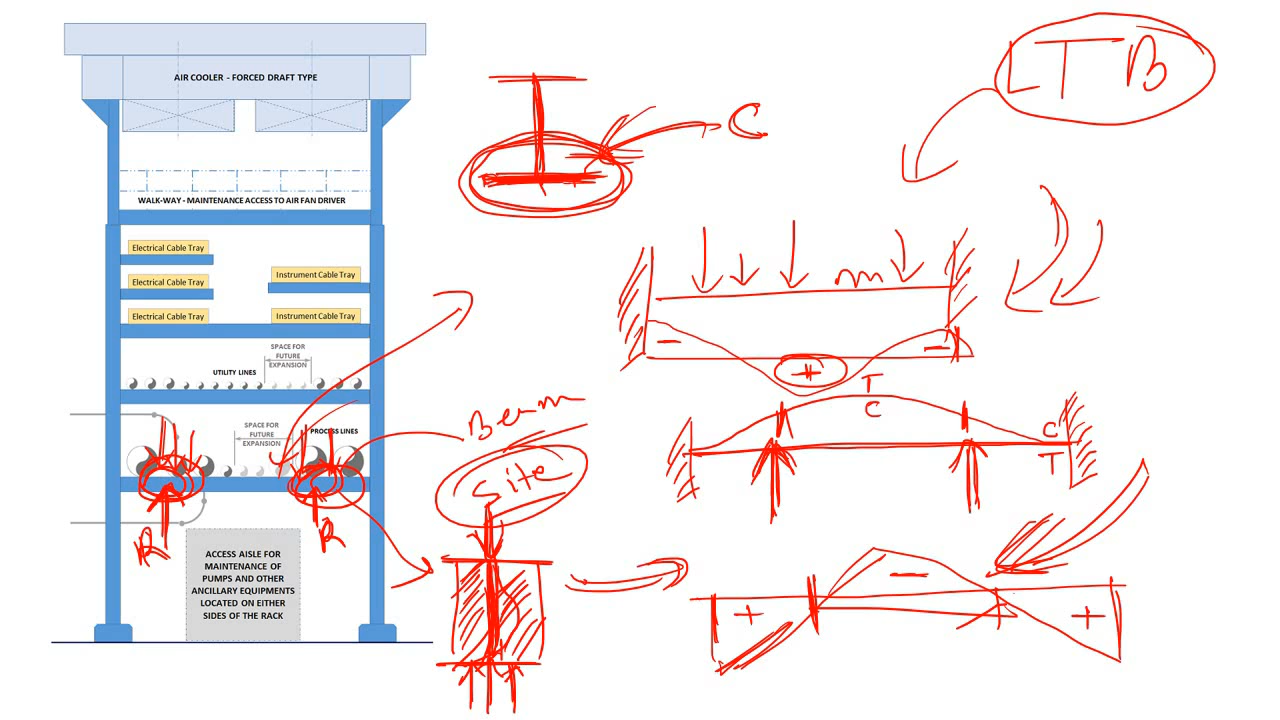 AIR COOLER - FORCED DRAFT TYPE
WALK-WAY - MAINTENANCE ACCESS TO AIR FAN DRIVER
Electrical Cable Tray
Electrical Cable Tray
Instrument Cable Tray
Electrical Cable Tray
Instrument Cable Tray
SPACE FOR
FUTURE
EXPANSION
UTILITY LINES
SPACE FOR
FUTURE
EXPANSION
PROCESS LINES
R
R
ACCESS AISLE FOR
MAINTENANCE OF
PUMPS AND OTHER
ANCILLARY EQUIPMENTS
LOCATED ON EITHER
SIDES OF THE RACK
Beam
Site
C
LTB
-
+
-
T
C
C
T
+
-
+